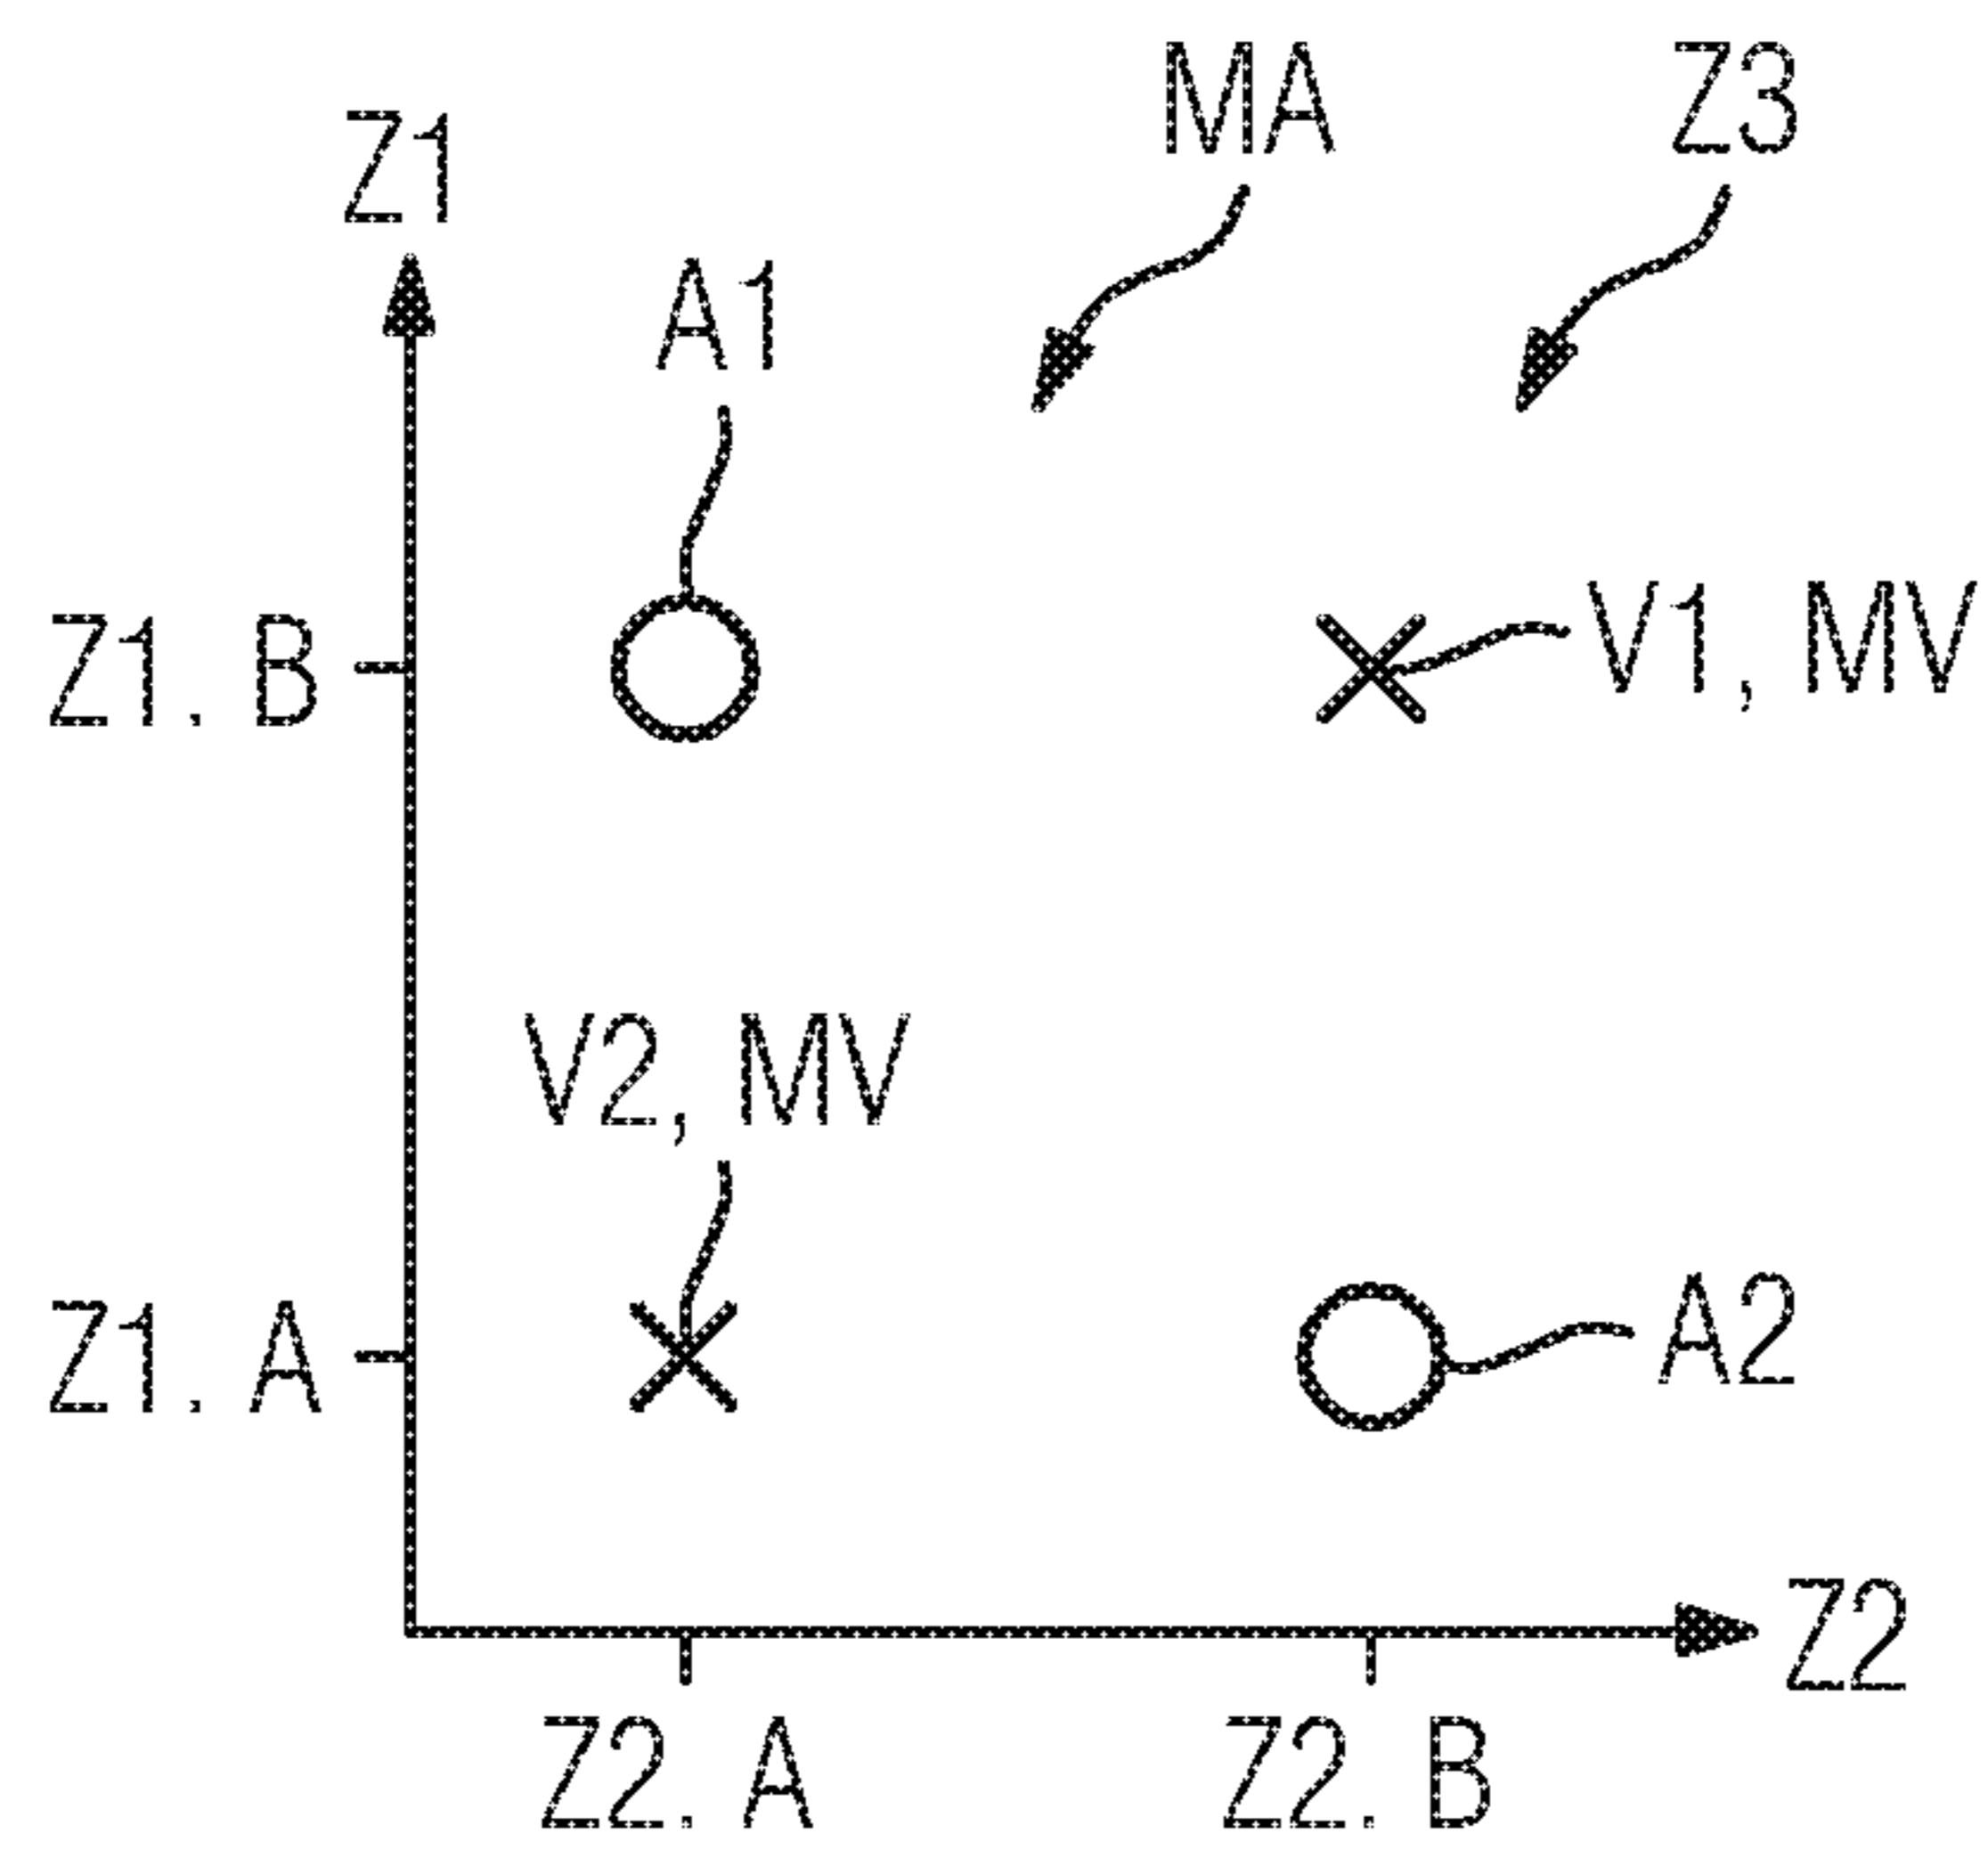 MA
Z3
Z1
A1
Z1. B
V1, MV
V2, MV
Z1. A
A2
Z2
Z2. A
Z2. B